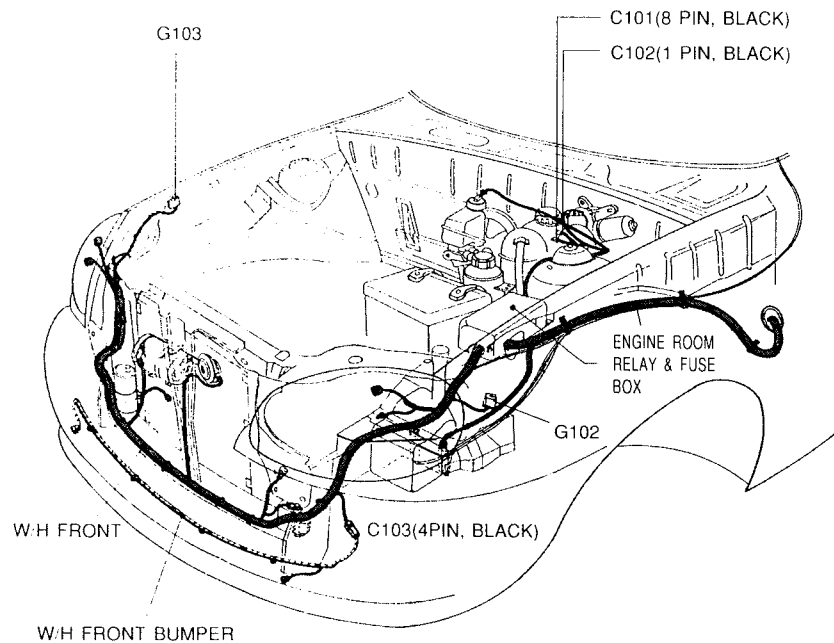 C101(8 PIN, BLACK)
G103
C102(1 PIN, BLACK)
ENGINE ROOM
RELAY & FUSE
BOX
G102
W/H FRONT
C103(4PIN, BLACK)
W/H FRONT BUMPER